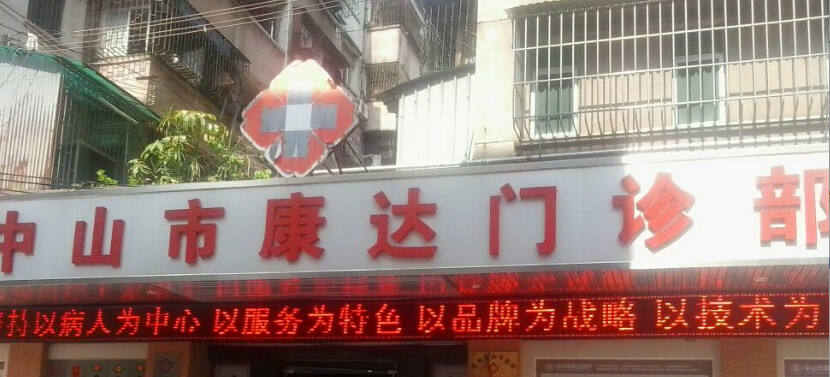 中山市康达门诊部
持以病人为中心 以服务为特色 以品牌为战略 以技术为